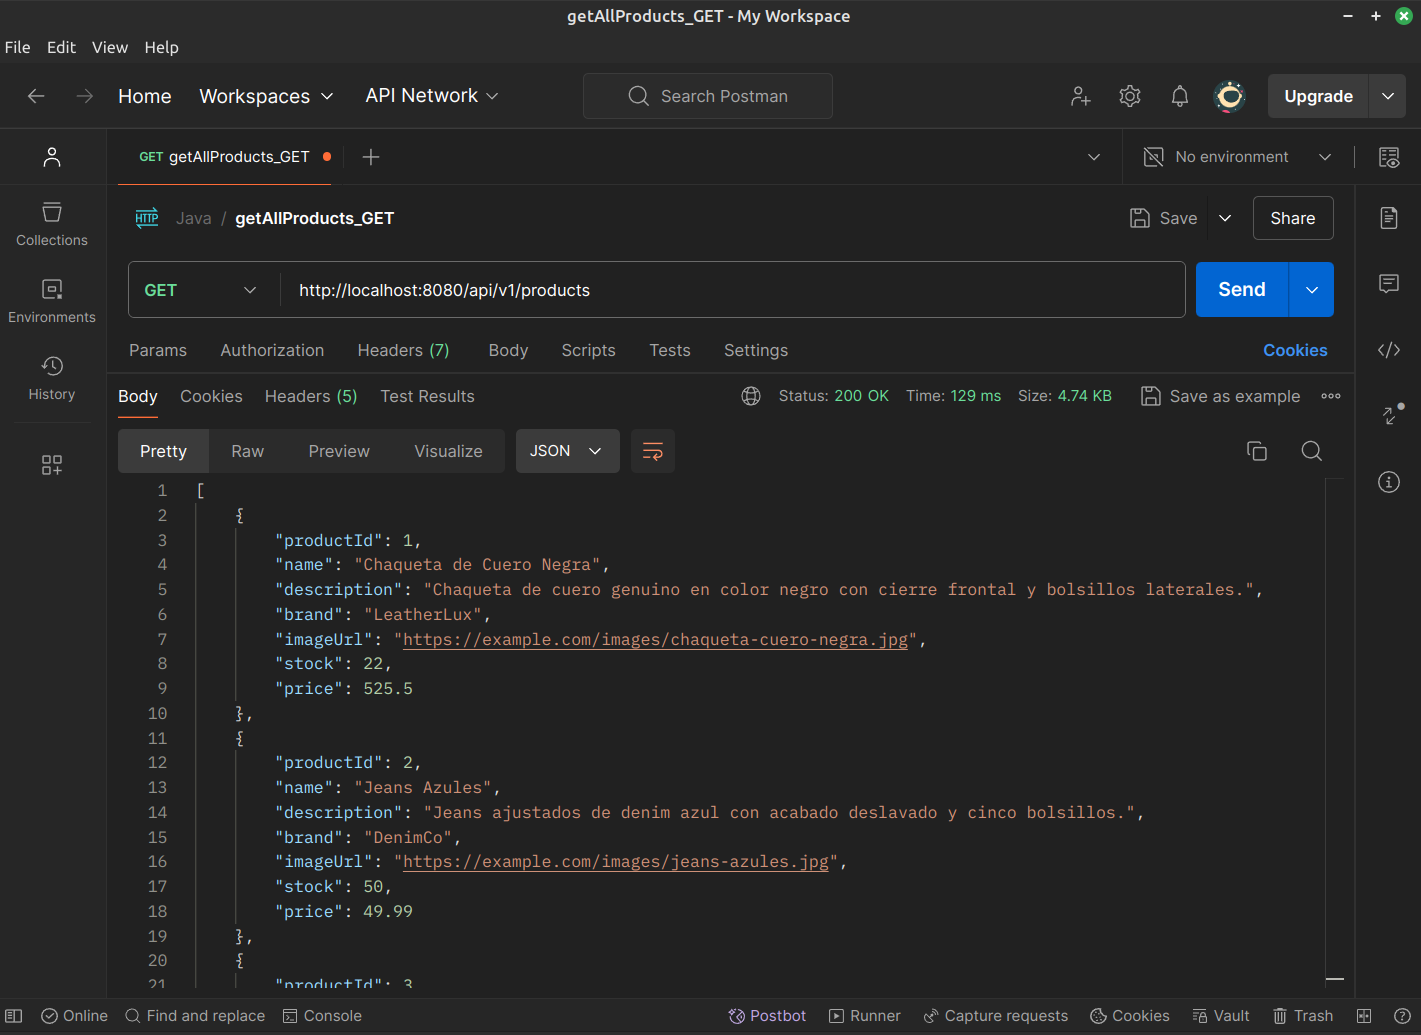 getAllProducts_GET - My Workspace
File Edit View Help
Home Workspaces API Network Search Postman Upgrade
GET getAllProducts_GET No environment
HTTP Java / getAllProducts_GET Save Share
GET http://localhost:8080/api/v1/products Send
Params Authorization Headers (7) Body Scripts Tests Settings Cookies
Collections
Environments
History
Body Cookies Headers (5) Test Results Status: 200 OK Time: 129 ms Size: 4.74 KB Save as example
Pretty Raw Preview Visualize JSON
1 [
2 {
3 "productId": 1,
4 "name": "Chaqueta de Cuero Negra",
5 "description": "Chaqueta de cuero genuino en color negro con cierre frontal y bolsillos laterales.",
6 "brand": "LeatherLux",
7 "imageUrl": "https://example.com/images/chaqueta-cuero-negra.jpg",
8 "stock": 22,
9 "price": 525.5
10 },
11 {
12 "productId": 2,
13 "name": "Jeans Azules",
14 "description": "Jeans ajustados de denim azul con acabado deslavado y cinco bolsillos.",
15 "brand": "DenimCo",
16 "imageUrl": "https://example.com/images/jeans-azules.jpg",
17 "stock": 50,
18 "price": 49.99
19 },
20 {
21 "productId": 3
Online Find and replace Console Postbot Runner Capture requests Cookies Vault Trash